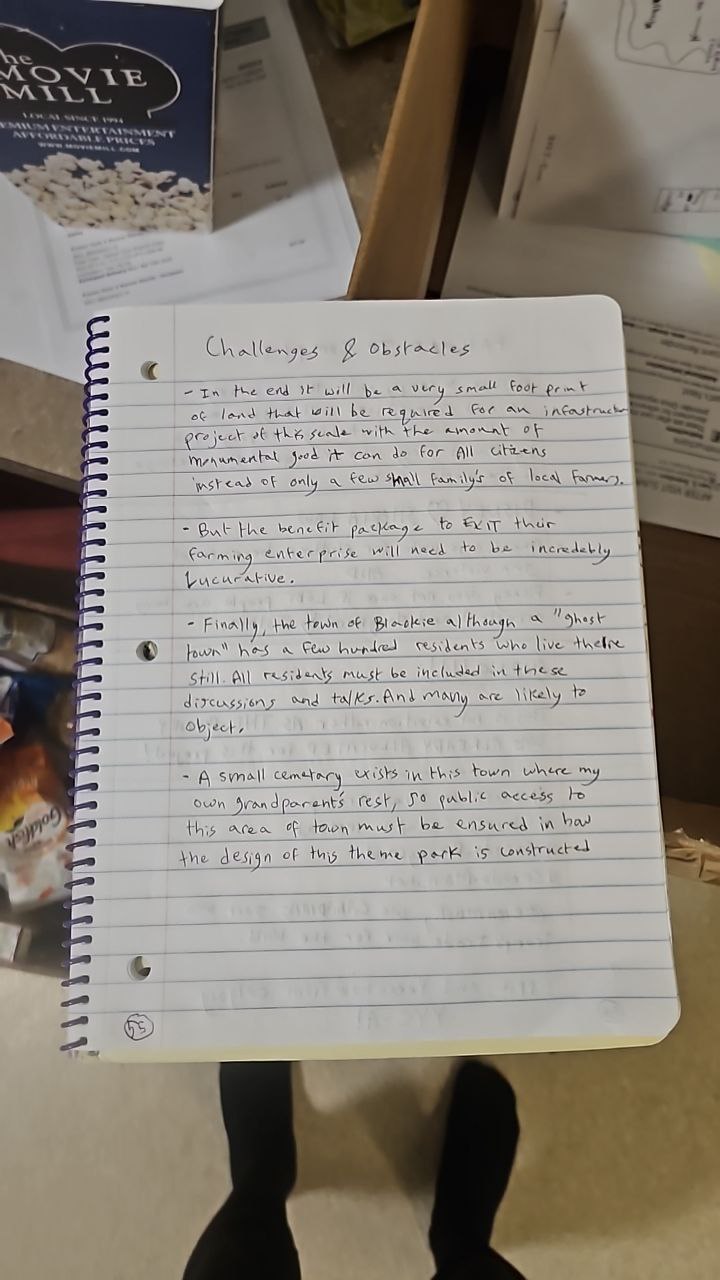 The
MOVIE
MILL
LOCAL SINCE 1994
PREMIUM ENTERTAINMENT
AFFORDABLE PRICES
WWW.MOVIEMILL.COM
Challenges & Obstacles
- In the end it will be a very small foot print
of land that will be required for an infastructure
project of this scale with the amount of
monumental good it can do for All citizens
instead of only a few small family's of local farmers.
- But the benefit package to EXIT their
farming enterprise will need to be incredebly
Lucurative.
- Finally, the town of Blackie although a "ghost
town" has a few hundred residents who live there
still. All residents must be included in these
discussions and talks. And many are likely to
object.
- A small cemetary exists in this town where my
own grandparent's rest, so public access to
this area of town must be ensured in how
the design of this theme park is constructed
54
Goldfish